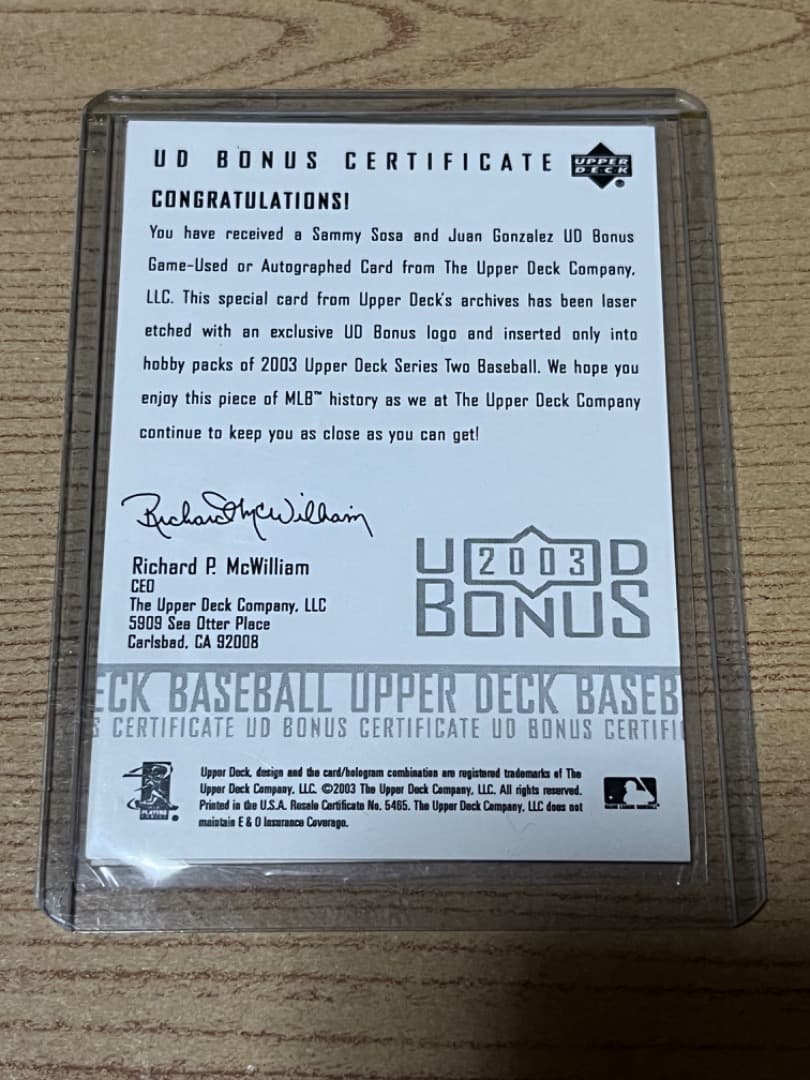 UD BONUS CERTIFICATE
UPPER DECK ®
CONGRATULATIONS!
You have received a Sammy Sosa and Juan Gonzalez UD Bonus
Game-Used or Autographed Card from The Upper Deck Company,
LLC. This special card from Upper Deck's archives has been laser
etched with an exclusive UD Bonus logo and inserted only into
hobby packs of 2003 Upper Deck Series Two Baseball. We hope you
enjoy this piece of MLB™ history as we at The Upper Deck Company
continue to keep you as close as you can get!
Richard McWilliam
Richard P. McWilliam
CEO
The Upper Deck Company, LLC
5909 Sea Otter Place
Carlsbad, CA 92008
U 2003 D
BONUS
ECK BASEBALL UPPER DECK BASEB
S CERTIFICATE UD BONUS CERTIFICATE UD BONUS CERTIFI
Upper Deck, design and the card/hologram combination are registered trademarks of The
Upper Deck Company, LLC. ©2003 The Upper Deck Company, LLC. All rights reserved.
Printed in the U.S.A. Resale Certificate No. 5465. The Upper Deck Company, LLC does not
maintain E & O Insurance Coverage.
MAJOR LEAGUE BASEBALL